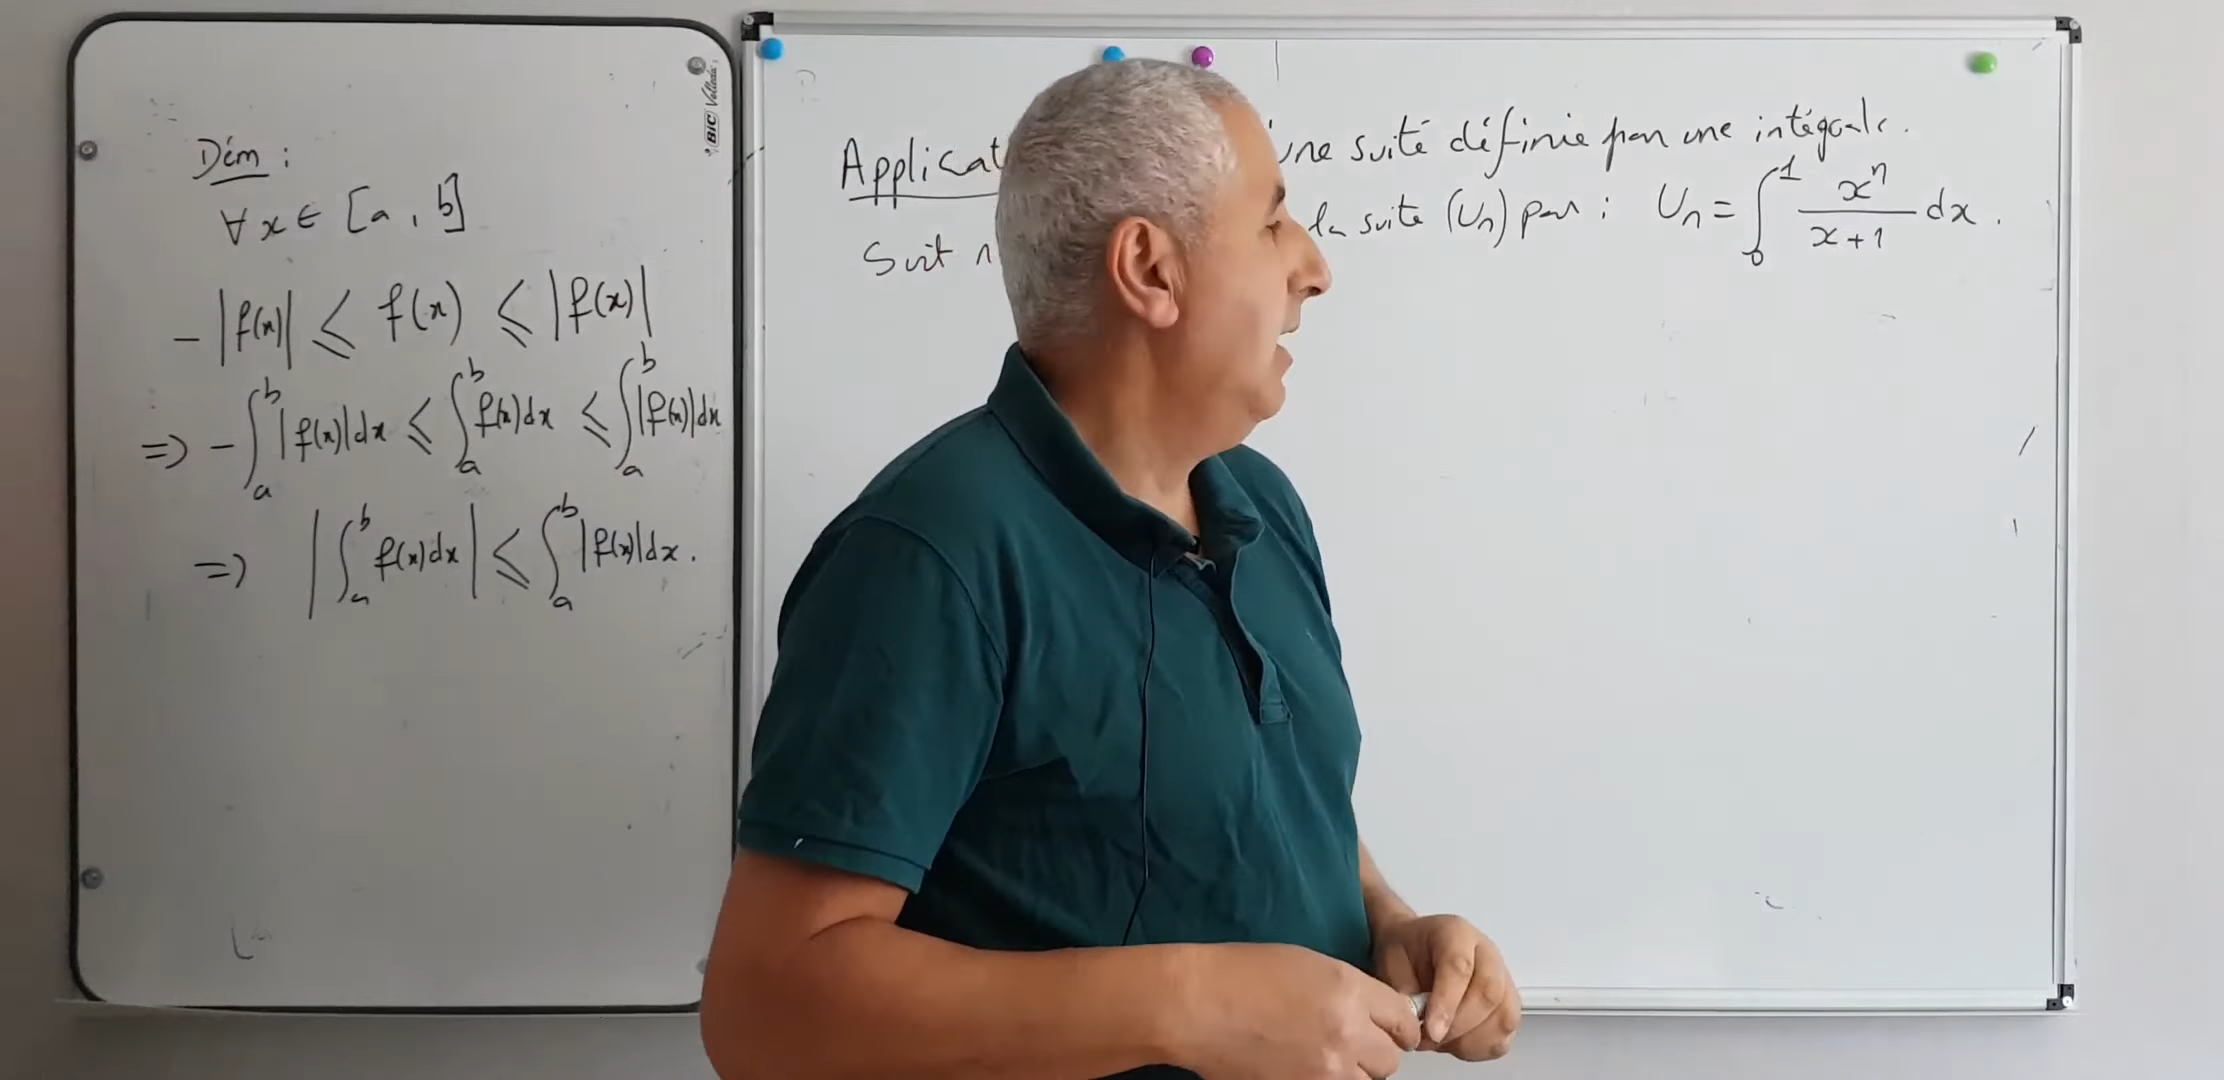 Dém :
∀ x ∈ [a , b]
- |f(x)| ⩽ f(x) ⩽ |f(x)|
=> - ∫_a^b |f(x)|dx ⩽ ∫_a^b f(x)dx ⩽ ∫_a^b |f(x)|dx
=> |∫_a^b f(x)dx| ⩽ ∫_a^b |f(x)|dx.
BIC Velleda
Applicat une suite définie par une intégrale.
Soit n la suite (Un) par : Un = ∫_0^1 x^n/(x+1) dx.